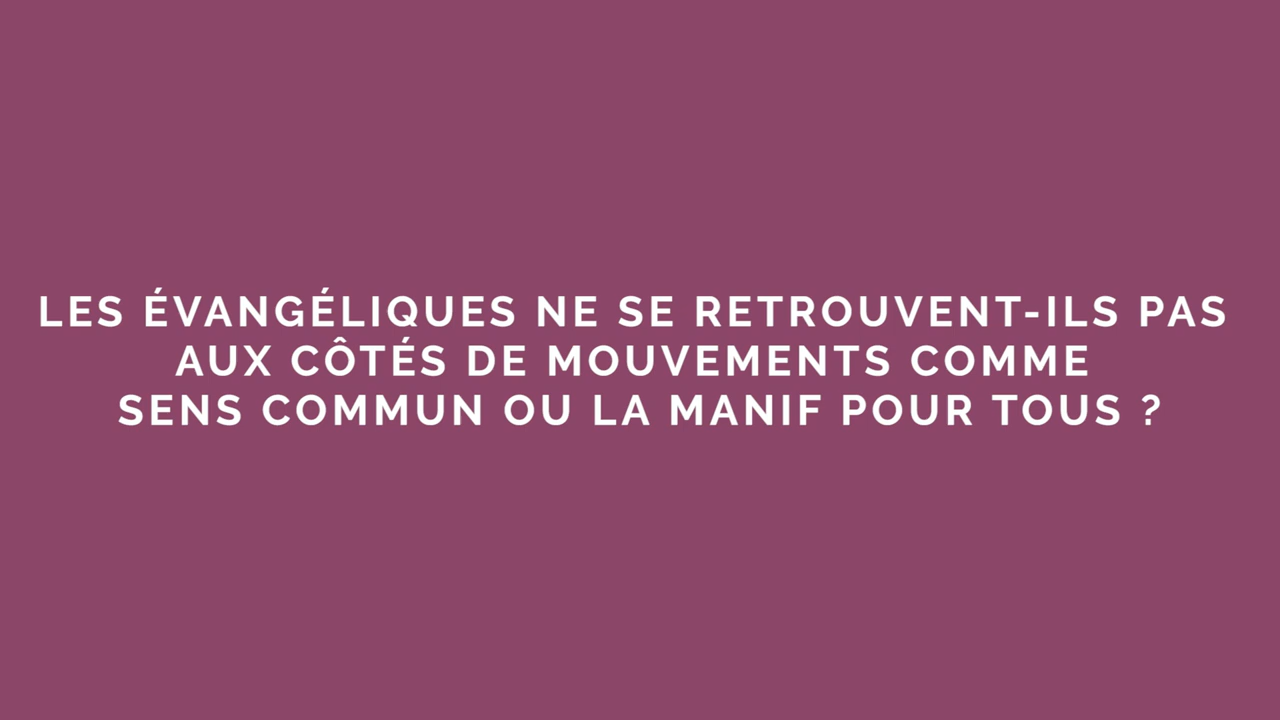 LES ÉVANGÉLIQUES NE SE RETROUVENT-ILS PAS
AUX CÔTÉS DE MOUVEMENTS COMME
SENS COMMUN OU LA MANIF POUR TOUS ?